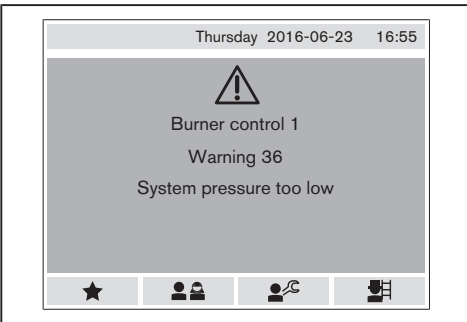 Thursday 2016-06-23 16:55
Burner control 1
Warning 36
System pressure too low